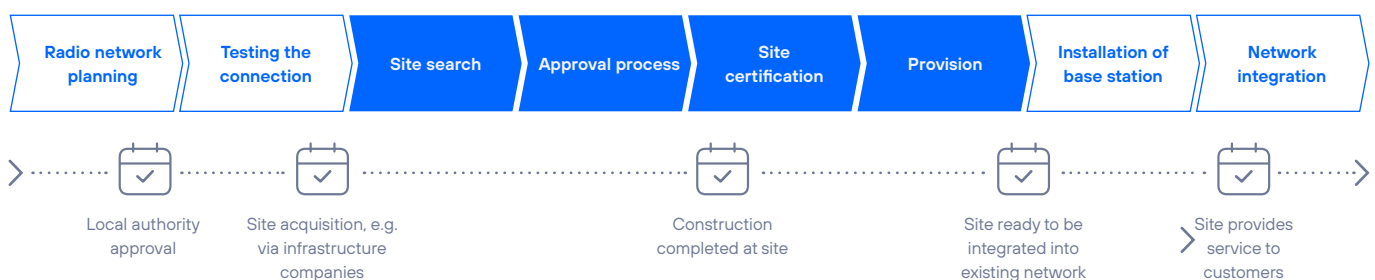 Radio network
planning
Testing the
connection
Site search
Approval process
Site
certification
Provision
Installation of
base station
Network
integration
Local authority
approval
Site acquisition, e.g.
via infrastructure
companies
Construction
completed at site
Site ready to be
integrated into
existing network
Site provides
service to
customers